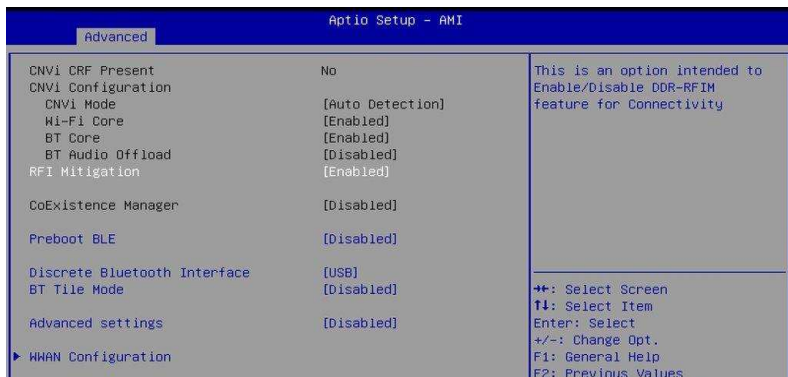 Aptio Setup - AMI
Advanced
CNVi CRF Present No
CNVi Configuration
CNVi Mode [Auto Detection]
Wi-Fi Core [Enabled]
BT Core [Enabled]
BT Audio Offload [Disabled]
RFI Mitigation [Enabled]
CoExistence Manager [Disabled]
Preboot BLE [Disabled]
Discrete Bluetooth Interface [USB]
BT Tile Mode [Disabled]
Advanced settings [Disabled]
WWAN Configuration
This is an option intended to
Enable/Disable DDR-RFIM
feature for Connectivity
→←: Select Screen
↑↓: Select Item
Enter: Select
+/-: Change Opt.
F1: General Help
F2: Previous Values